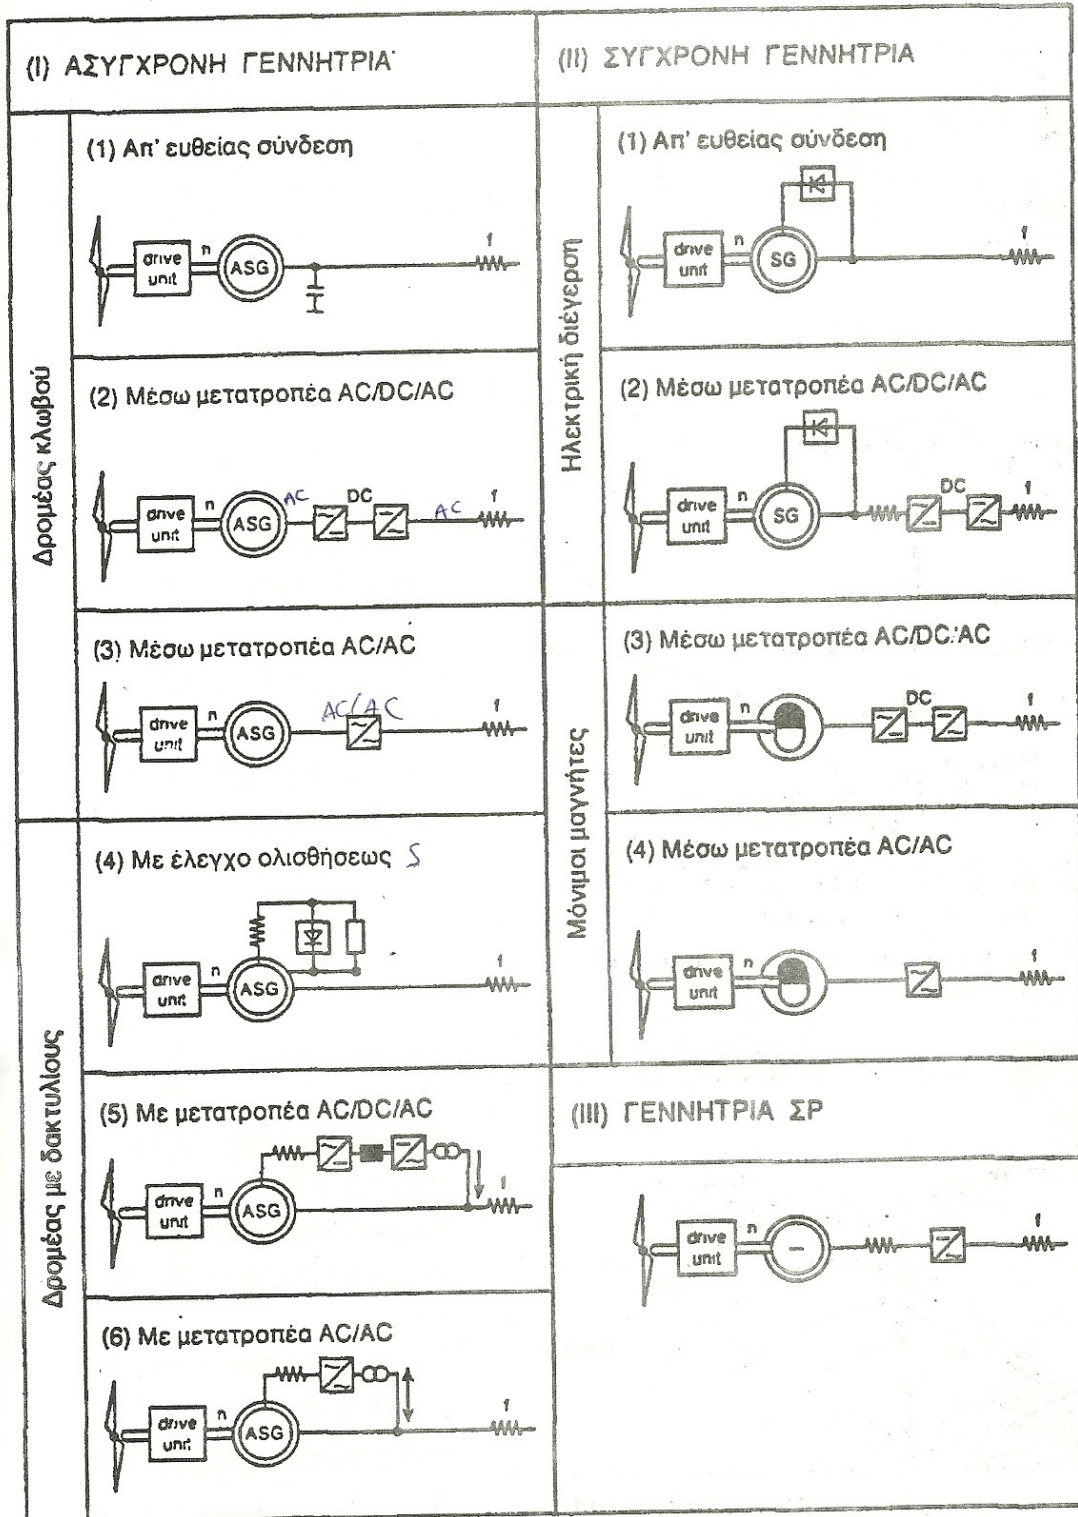 (I) ΑΣΥΓΧΡΟΝΗ ΓΕΝΝΗΤΡΙΑ
Δρομέας κλωβού
(1) Απ' ευθείας σύνδεση
drive
unit
n
ASG
f
(2) Μέσω μετατροπέα AC/DC/AC
drive
unit
n
ASG
AC
DC
AC
f
(3) Μέσω μετατροπέα AC/AC
drive
unit
n
ASG
AC/AC
f
Δρομέας με δακτυλίους
(4) Με έλεγχο ολισθήσεως S
drive
unit
n
ASG
f
(5) Με μετατροπέα AC/DC/AC
drive
unit
n
ASG
f
(6) Με μετατροπέα AC/AC
drive
unit
n
ASG
f
(II) ΣΥΓΧΡΟΝΗ ΓΕΝΝΗΤΡΙΑ
Ηλεκτρική διέγερση
(1) Απ' ευθείας σύνδεση
drive
unit
n
SG
f
(2) Μέσω μετατροπέα AC/DC/AC
drive
unit
n
SG
DC
f
Μόνιμοι μαγνήτες
(3) Μέσω μετατροπέα AC/DC/AC
drive
unit
n
DC
f
(4) Μέσω μετατροπέα AC/AC
drive
unit
n
f
(III) ΓΕΝΝΗΤΡΙΑ ΣΡ
drive
unit
n
f